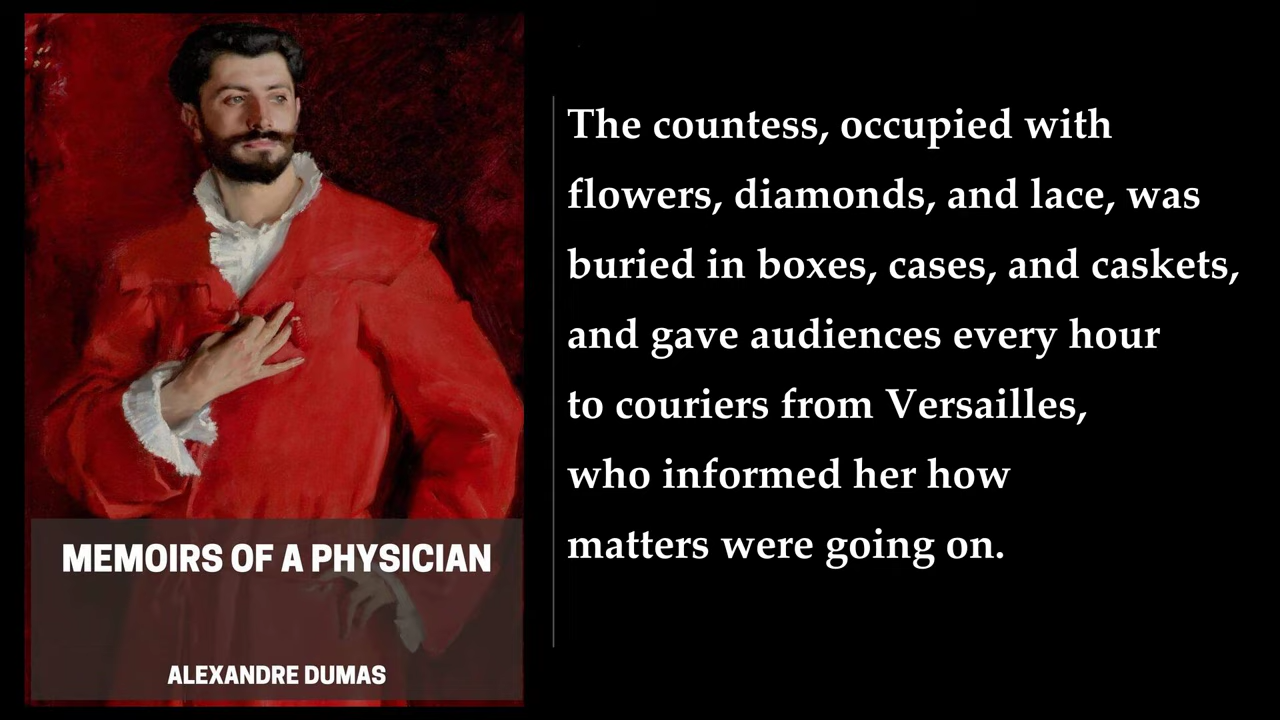 The countess, occupied with
flowers, diamonds, and lace, was
buried in boxes, cases, and caskets,
and gave audiences every hour
to couriers from Versailles,
who informed her how
matters were going on.
MEMOIRS OF A PHYSICIAN
ALEXANDRE DUMAS